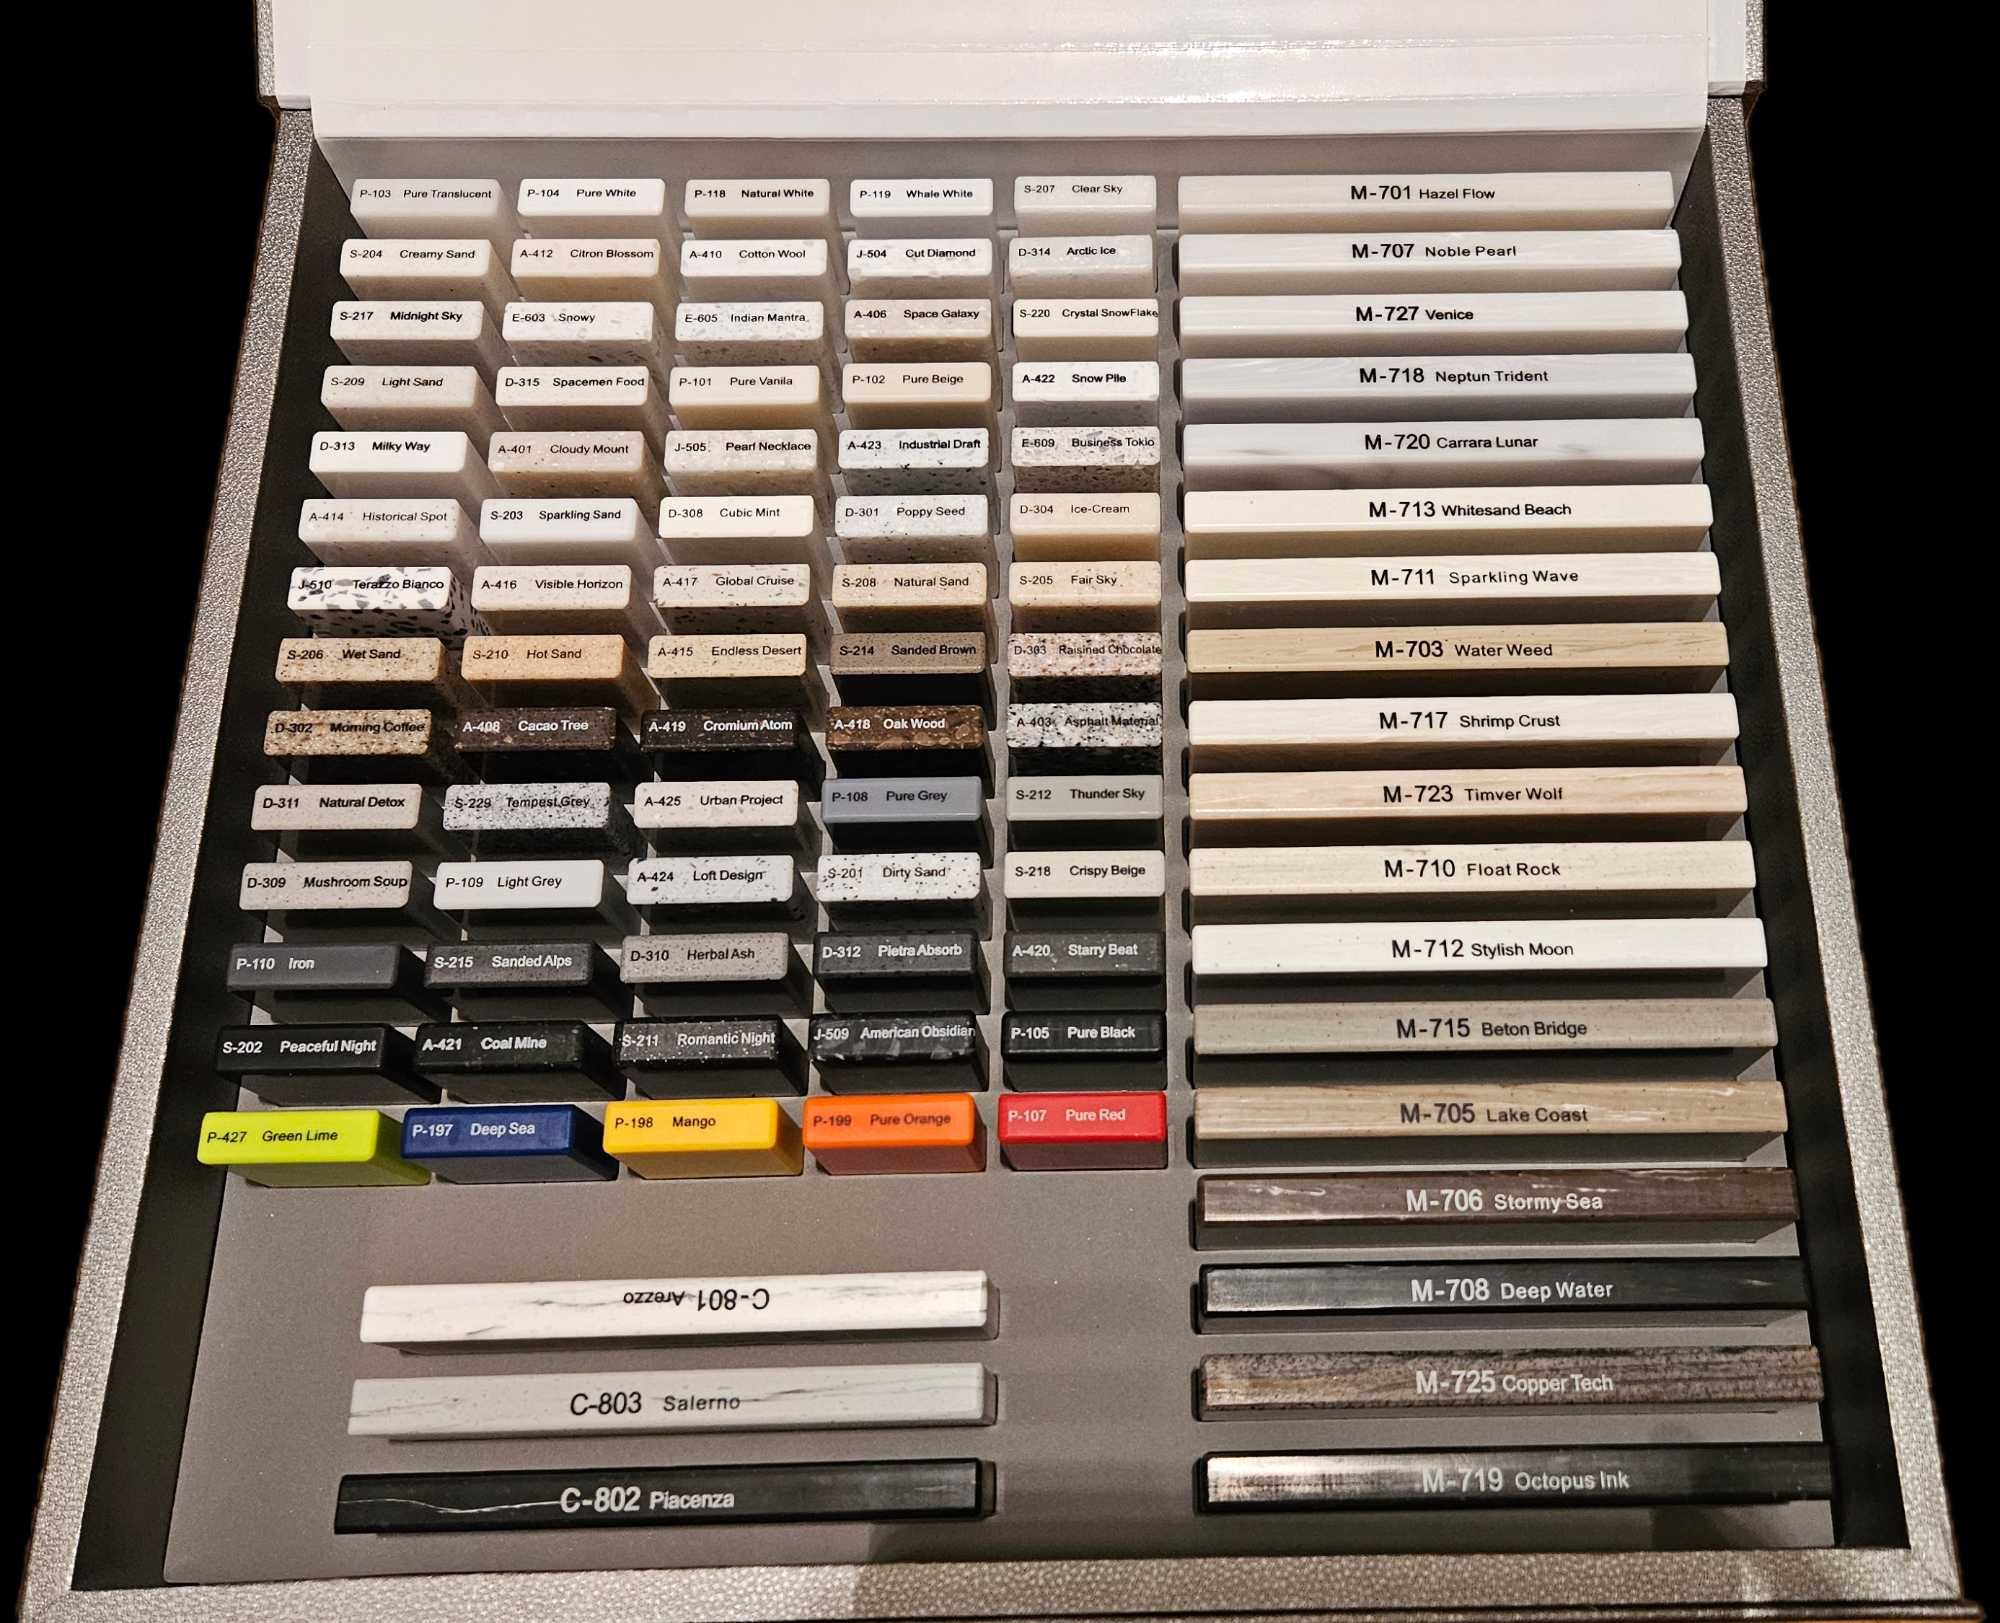 P-103 Pure Translucent
P-104 Pure White
P-118 Natural White
P-119 Whale White
S-207 Clear Sky
M-701 Hazel Flow
S-204 Creamy Sand
A-412 Citron Blossom
A-410 Cotton Wool
J-504 Cut Diamond
D-314 Arctic Ice
M-707 Noble Pearl
S-217 Midnight Sky
E-603 Snowy
E-605 Indian Mantra
A-406 Space Galaxy
S-220 Crystal SnowFlake
M-727 Venice
S-209 Light Sand
D-315 Spacemen Food
P-101 Pure Vanila
P-102 Pure Beige
A-422 Snow Pile
M-718 Neptun Trident
D-313 Milky Way
A-401 Cloudy Mount
J-505 Pearl Necklace
A-423 Industrial Draft
E-609 Business Tokio
M-720 Carrara Lunar
A-414 Historical Spot
S-203 Sparkling Sand
D-308 Cubic Mint
D-301 Poppy Seed
D-304 Ice-Cream
M-713 Whitesand Beach
J-510 Terazzo Bianco
A-416 Visible Horizon
A-417 Global Cruise
S-208 Natural Sand
S-205 Fair Sky
M-711 Sparkling Wave
S-206 Wet Sand
S-210 Hot Sand
A-415 Endless Desert
S-214 Sanded Brown
D-303 Raisined Chocolate
M-703 Water Weed
D-302 Morning Coffee
A-408 Cacao Tree
A-419 Cromium Atom
A-418 Oak Wood
A-403 Asphalt Material
M-717 Shrimp Crust
D-311 Natural Detox
S-229 Tempest Grey
A-425 Urban Project
P-108 Pure Grey
S-212 Thunder Sky
M-723 Timver Wolf
D-309 Mushroom Soup
P-109 Light Grey
A-424 Loft Design
S-201 Dirty Sand
S-218 Crispy Beige
M-710 Float Rock
P-110 Iron
S-215 Sanded Alps
D-310 Herbal Ash
D-312 Pietra Absorb
A-420 Starry Beat
M-712 Stylish Moon
S-202 Peaceful Night
A-421 Coal Mine
S-211 Romantic Night
J-509 American Obsidian
P-105 Pure Black
M-715 Beton Bridge
P-427 Green Lime
P-197 Deep Sea
P-198 Mango
P-199 Pure Orange
P-107 Pure Red
M-705 Lake Coast
M-706 Stormy Sea
C-801 Arezzo
M-708 Deep Water
C-803 Salerno
M-725 Copper Tech
C-802 Piacenza
M-719 Octopus Ink